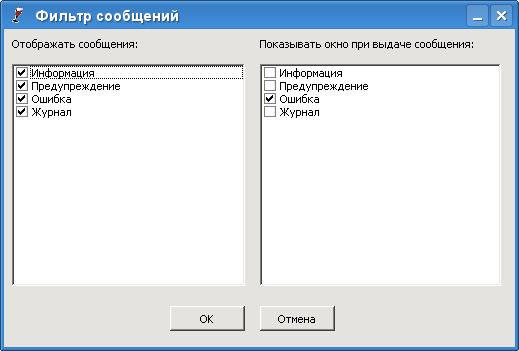 Фильтр сообщений
Отображать сообщения:
Информация
Предупреждение
Ошибка
Журнал
Показывать окно при выдаче сообщения:
Информация
Предупреждение
Ошибка
Журнал
OK
Отмена